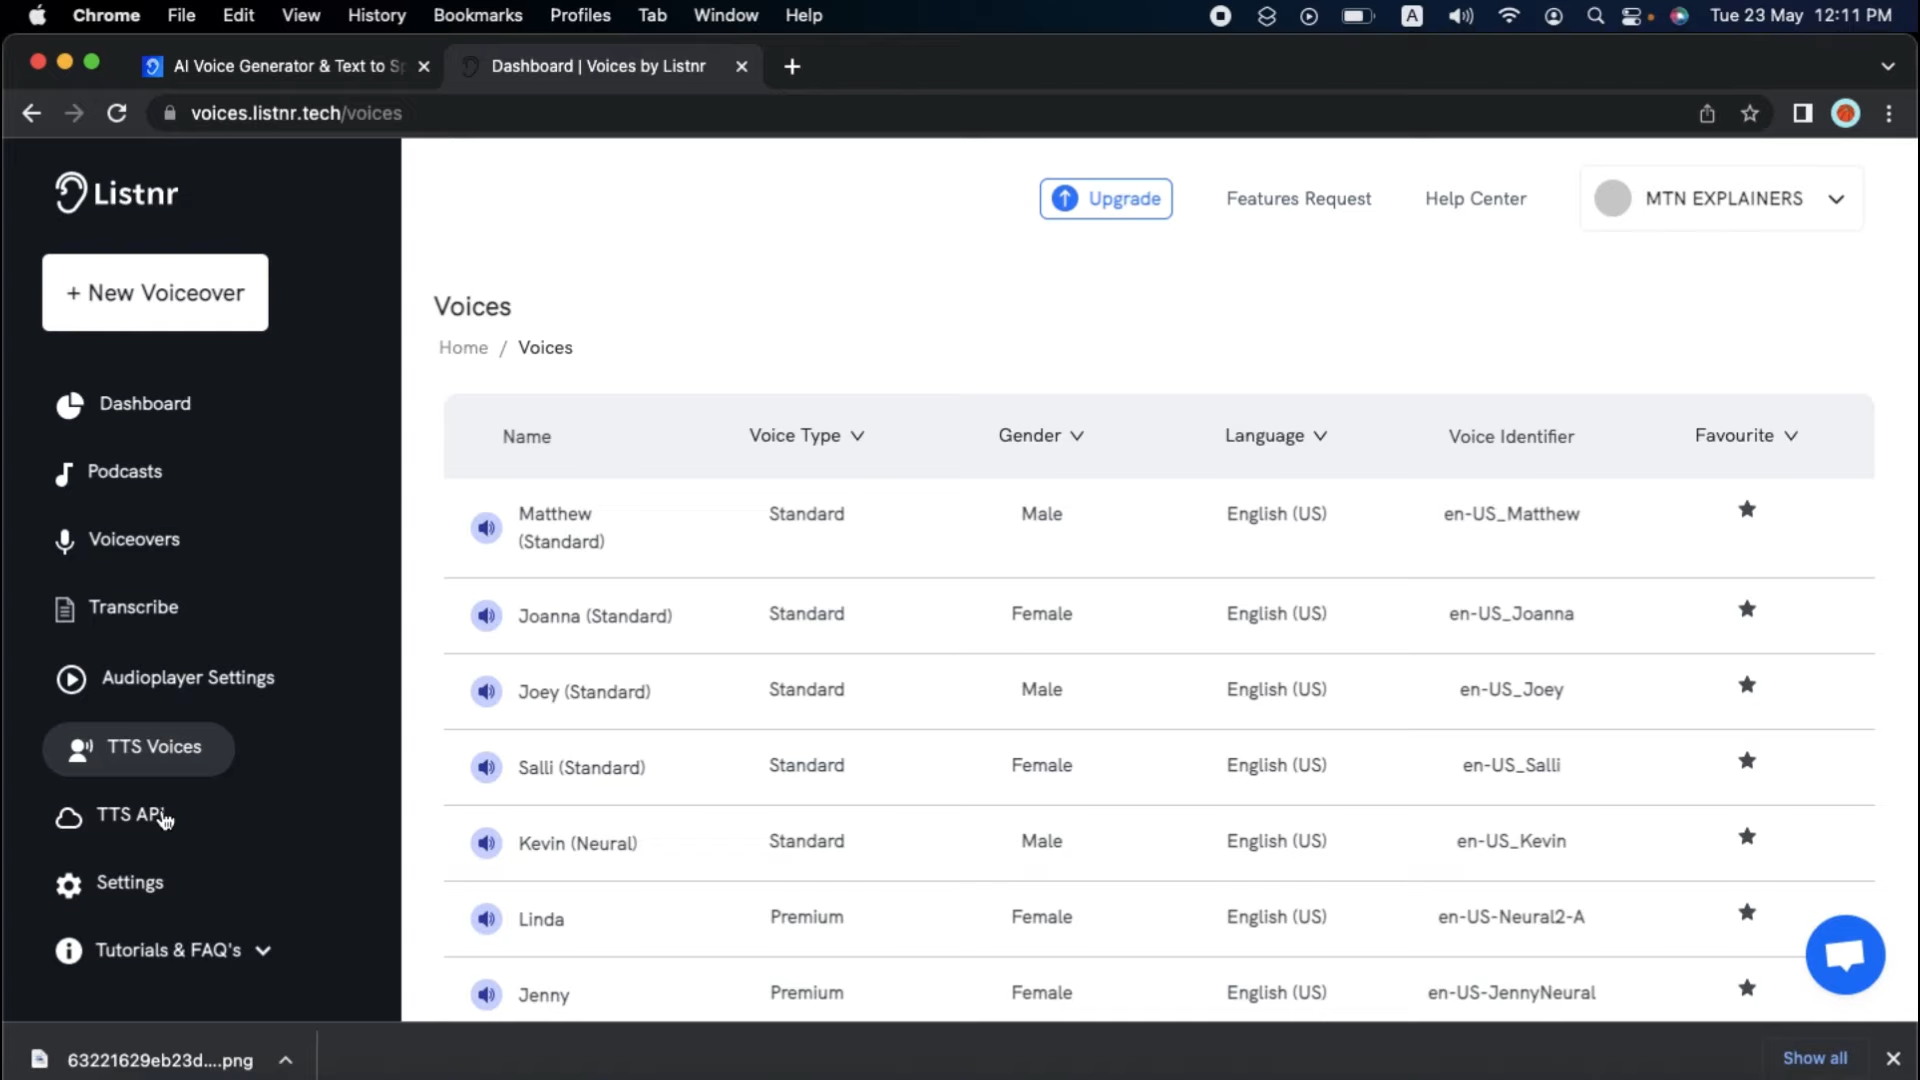 Chrome File Edit View History Bookmarks Profiles Tab Window Help A Tue 23 May 12:11 PM
AI Voice Generator & Text to Sp Dashboard | Voices by Listnr
voices.listnr.tech/voices
Listnr
Upgrade Features Request Help Center MTN EXPLAINERS
+ New Voiceover
Voices
Home / Voices
Dashboard
Podcasts
Voiceovers
Transcribe
Audioplayer Settings
TTS Voices
TTS API
Settings
Tutorials & FAQ's
Name Voice Type Gender Language Voice Identifier Favourite
Matthew Standard Male English (US) en-US_Matthew
(Standard)
Joanna (Standard) Standard Female English (US) en-US_Joanna
Joey (Standard) Standard Male English (US) en-US_Joey
Salli (Standard) Standard Female English (US) en-US_Salli
Kevin (Neural) Standard Male English (US) en-US_Kevin
Linda Premium Female English (US) en-US-Neural2-A
Jenny Premium Female English (US) en-US-JennyNeural
63221629eb23d....png Show all